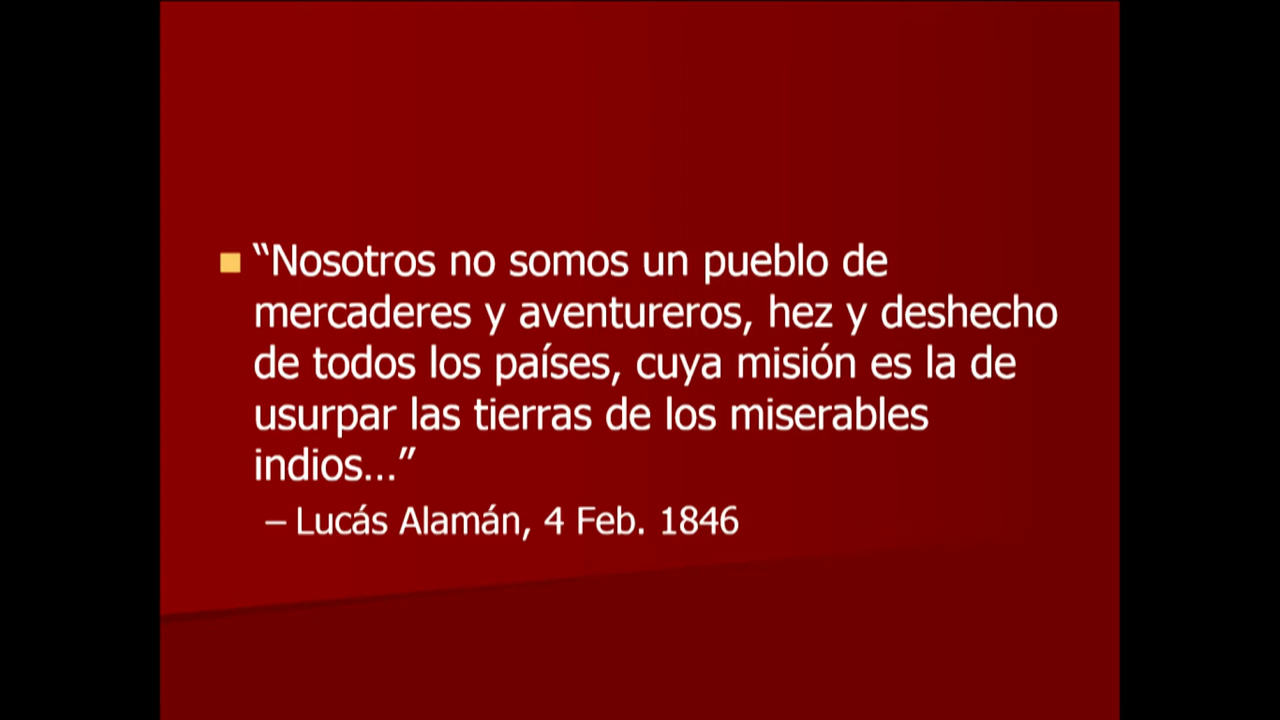 “Nosotros no somos un pueblo de
mercaderes y aventureros, hez y deshecho
de todos los países, cuya misión es la de
usurpar las tierras de los miserables
indios…”
– Lucás Alamán, 4 Feb. 1846